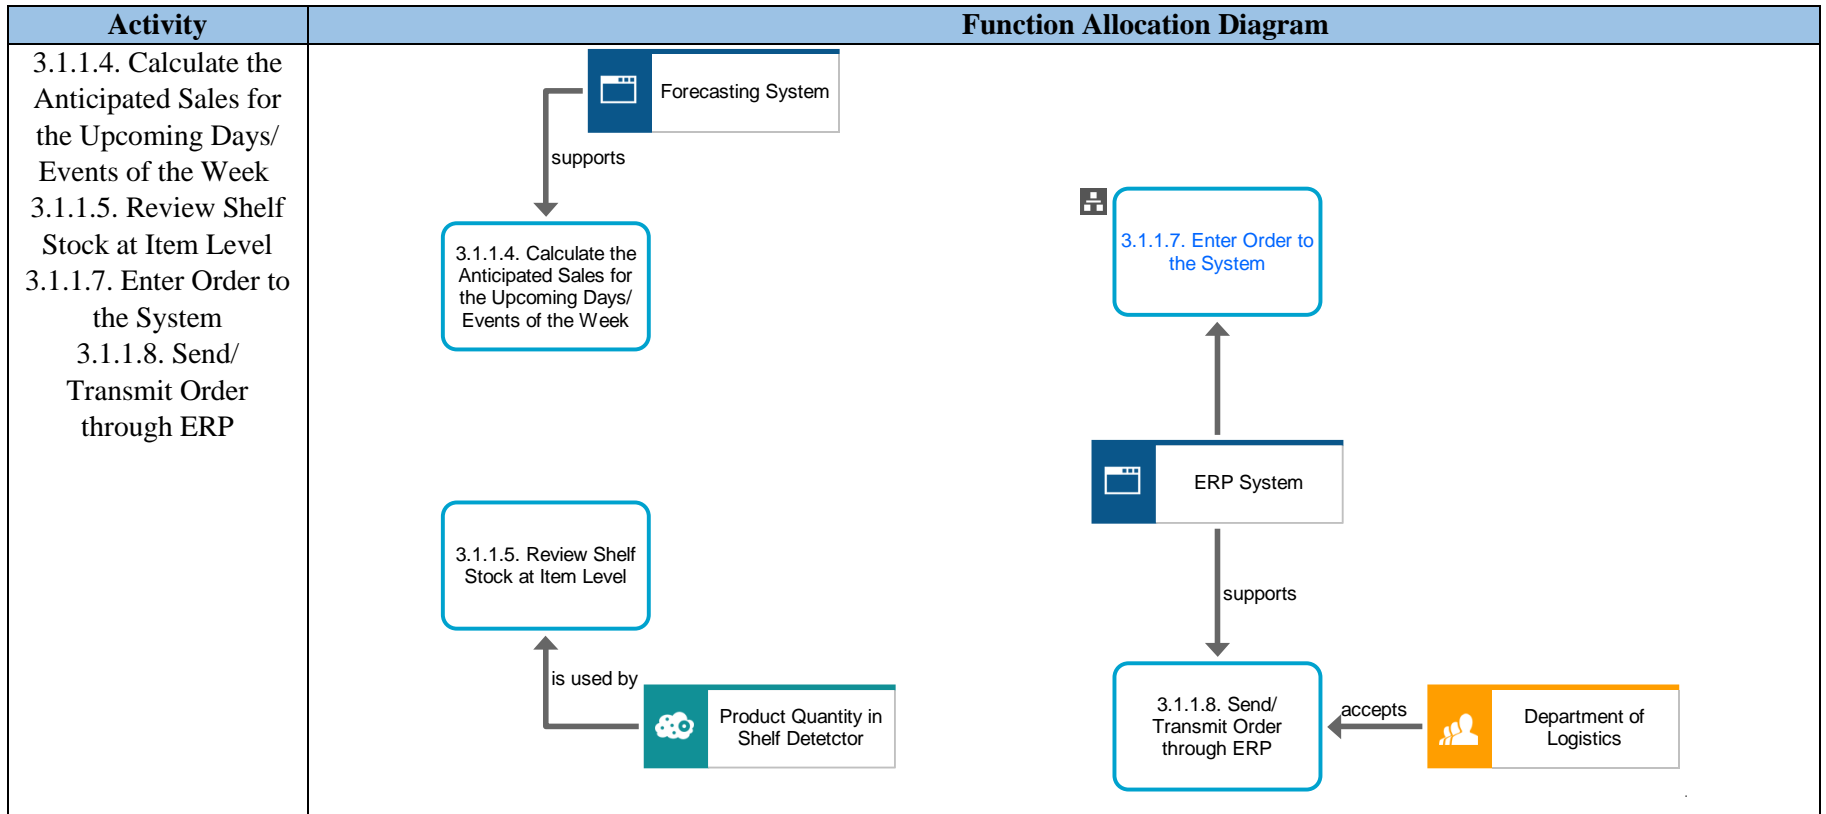 Activity
Function Allocation Diagram
3.1.1.4. Calculate the
Anticipated Sales for
the Upcoming Days/
Events of the Week
3.1.1.5. Review Shelf
Stock at Item Level
3.1.1.7. Enter Order to
the System
3.1.1.8. Send/
Transmit Order
through ERP
Forecasting System
supports
3.1.1.4. Calculate the
Anticipated Sales for
the Upcoming Days/
Events of the Week
3.1.1.5. Review Shelf
Stock at Item Level
is used by
Product Quantity in
Shelf Detetctor
3.1.1.7. Enter Order to
the System
ERP System
supports
3.1.1.8. Send/
Transmit Order
through ERP
accepts
Department of
Logistics